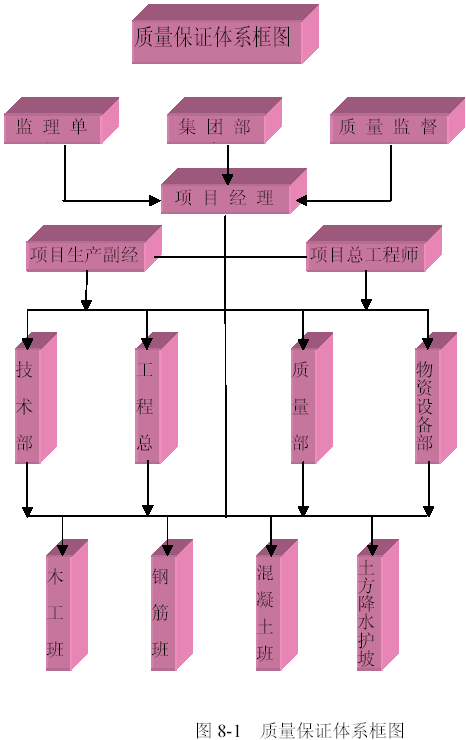 质量保证体系框图
监理单
集团部
质量监督
项目经理
项目生产副经
项目总工程师
技术部
工程总
质量部
物资设备部
木工班
钢筋班
混凝土班
土方降水护坡
图 8-1 质量保证体系框图